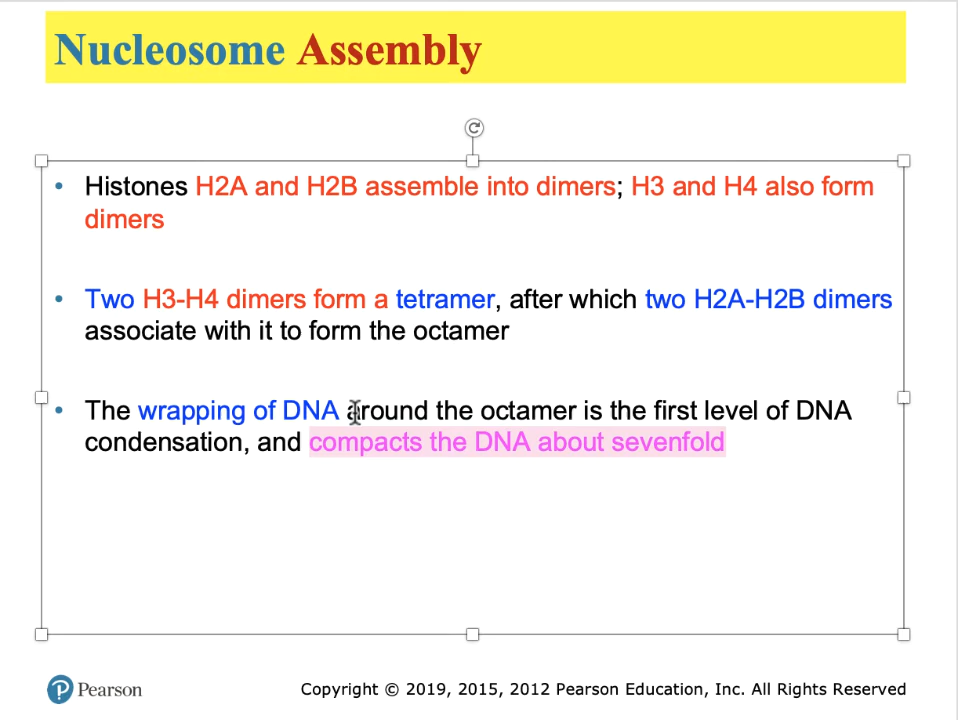 Nucleosome Assembly
• Histones H2A and H2B assemble into dimers; H3 and H4 also form
dimers
• Two H3-H4 dimers form a tetramer, after which two H2A-H2B dimers
associate with it to form the octamer
• The wrapping of DNA around the octamer is the first level of DNA
condensation, and compacts the DNA about sevenfold
Pearson
Copyright © 2019, 2015, 2012 Pearson Education, Inc. All Rights Reserved